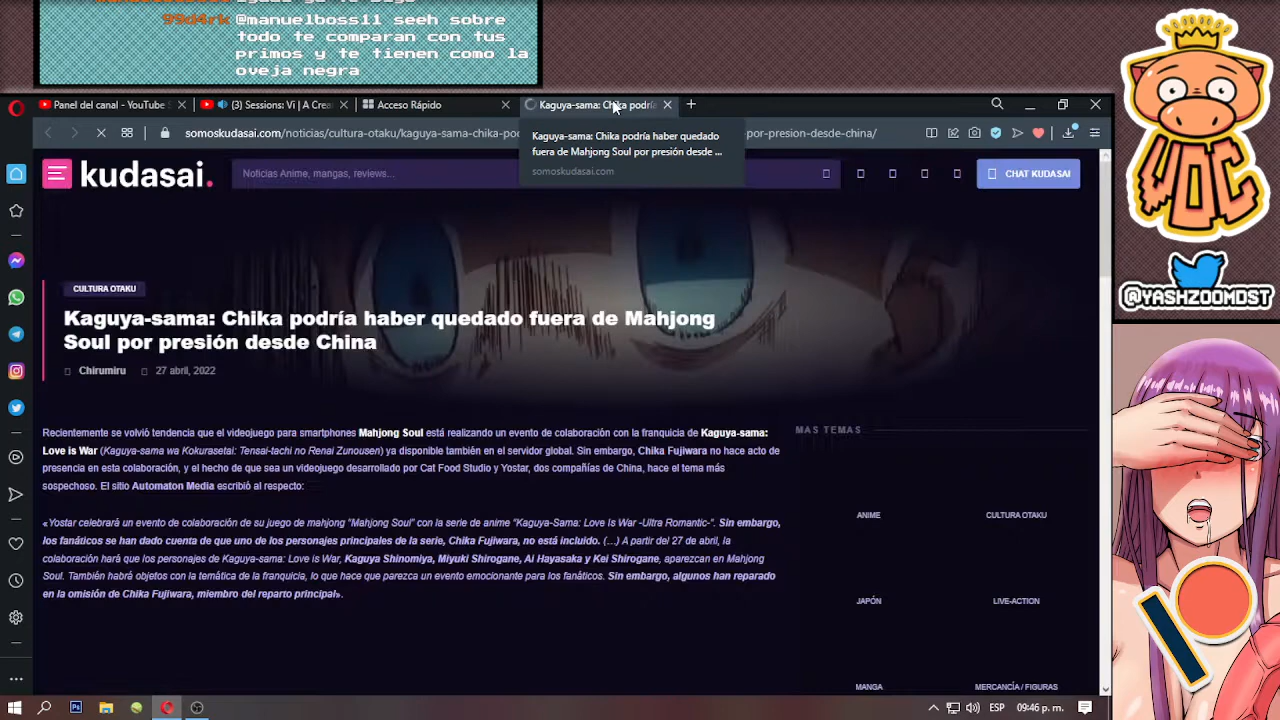 99d4rk @manuelboss11 seeh sobre
todo te comparan con tus
primos y te tienen como la
oveja negra
Panel del canal - YouTube S
(3) Sessions: Vi | A Crea
Acceso Rápido
Kaguya-sama: Chika podría
somoskudasai.com/noticias/cultura-otaku/kaguya-sama-chika-po
por-presion-desde-china/
Kaguya-sama: Chika podría haber quedado
fuera de Mahjong Soul por presión desde ...
somoskudasai.com
kudasai.
Noticias Anime, mangas, reviews...
CHAT KUDASAI
CULTURA OTAKU
Kaguya-sama: Chika podría haber quedado fuera de Mahjong
Soul por presión desde China
Chirumiru
27 abril, 2022
Recientemente se volvió tendencia que el videojuego para smartphones Mahjong Soul está realizando un evento de colaboración con la franquicia de Kaguya-sama:
Love is War (Kaguya-sama wa Kokurasetai: Tensai-tachi no Renai Zunousen) ya disponible también en el servidor global. Sin embargo, Chika Fujiwara no hace acto de
presencia en esta colaboración, y el hecho de que sea un videojuego desarrollado por Cat Food Studio y Yostar, dos compañías de China, hace el tema más
sospechoso. El sitio Automaton Media escribió al respecto:
«Yostar celebrará un evento de colaboración de su juego de mahjong "Mahjong Soul" con la serie de anime "Kaguya-Sama: Love Is War -Ultra Romantic-". Sin embargo,
los fanáticos se han dado cuenta de que uno de los personajes principales de la serie, Chika Fujiwara, no está incluido. (...) A partir del 27 de abril, la
colaboración hará que los personajes de Kaguya-sama: Love is War, Kaguya Shinomiya, Miyuki Shirogane, Ai Hayasaka y Kei Shirogane, aparezcan en Mahjong
Soul. También habrá objetos con la temática de la franquicia, lo que hace que parezca un evento emocionante para los fanáticos. Sin embargo, algunos han reparado
en la omisión de Chika Fujiwara, miembro del reparto principal».
MAS TEMAS
ANIME
CULTURA OTAKU
JAPÓN
LIVE-ACTION
MANGA
MERCANCÍA / FIGURAS
@YASHZOOMDST
Ps
ESP
09:46 p. m.